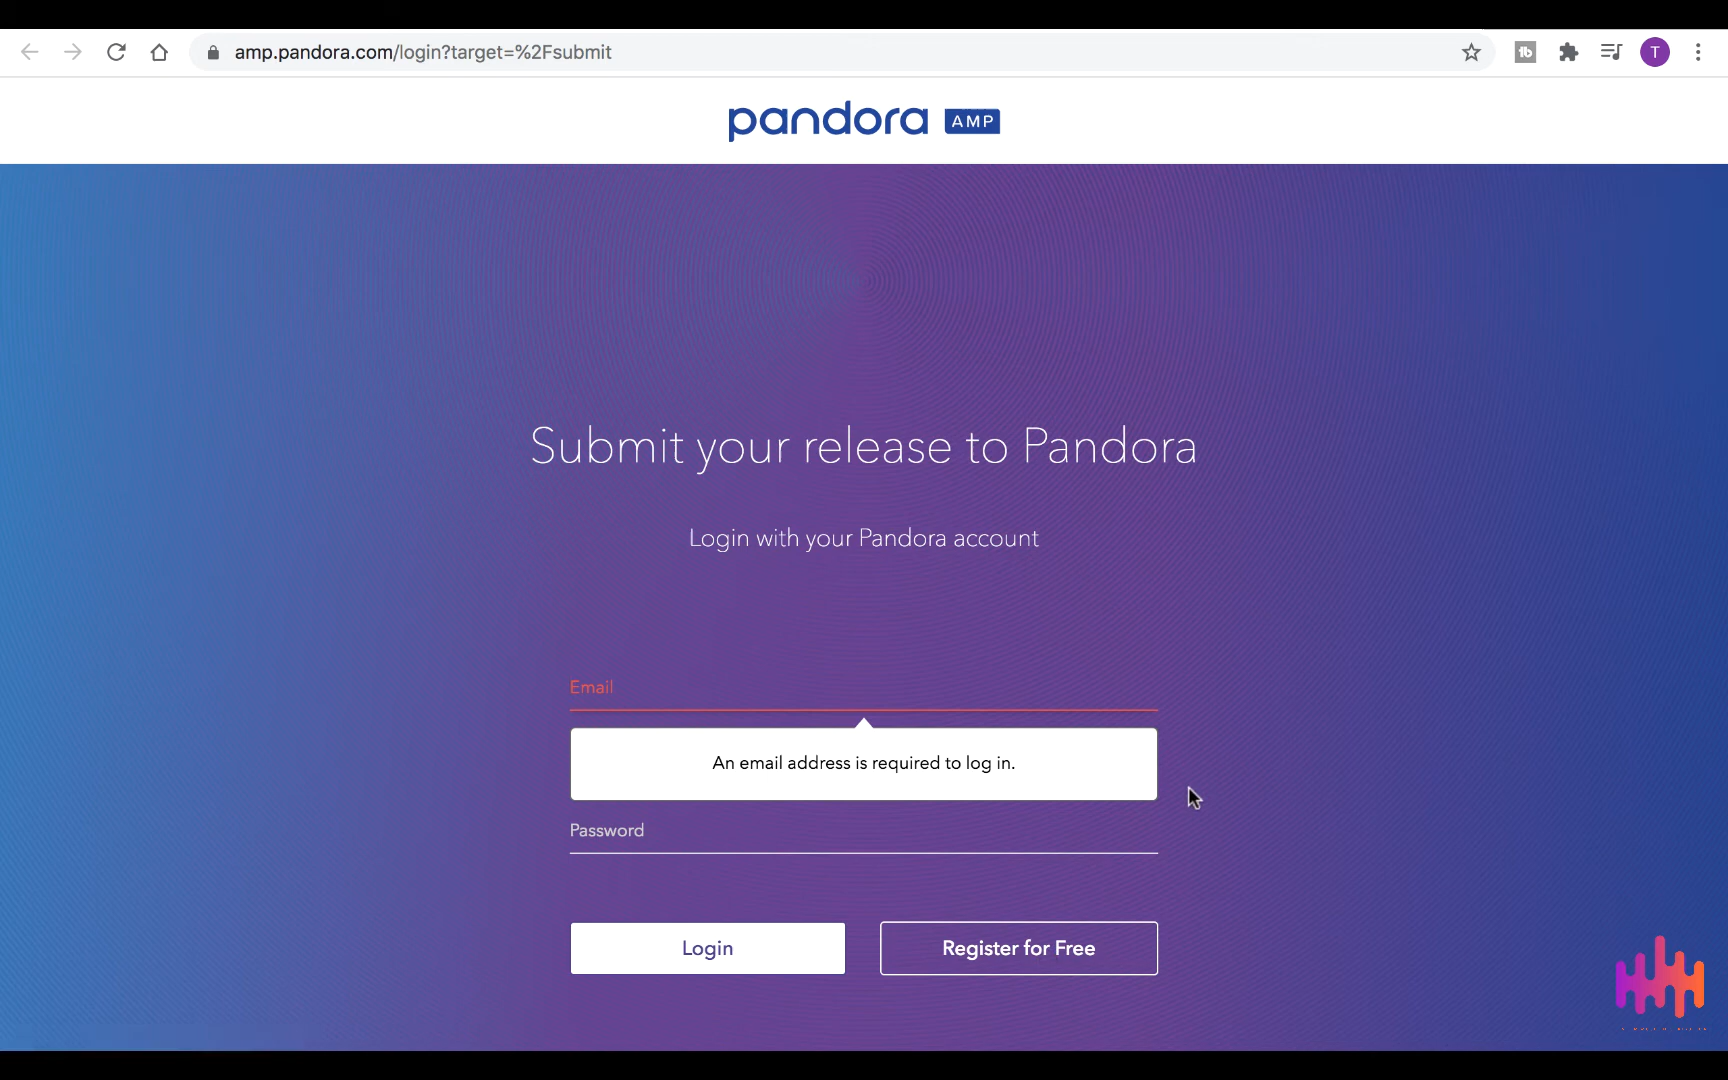 amp.pandora.com/login?target=%2Fsubmit
T
pandora AMP
Submit your release to Pandora
Login with your Pandora account
Email
An email address is required to log in.
Password
Login
Register for Free